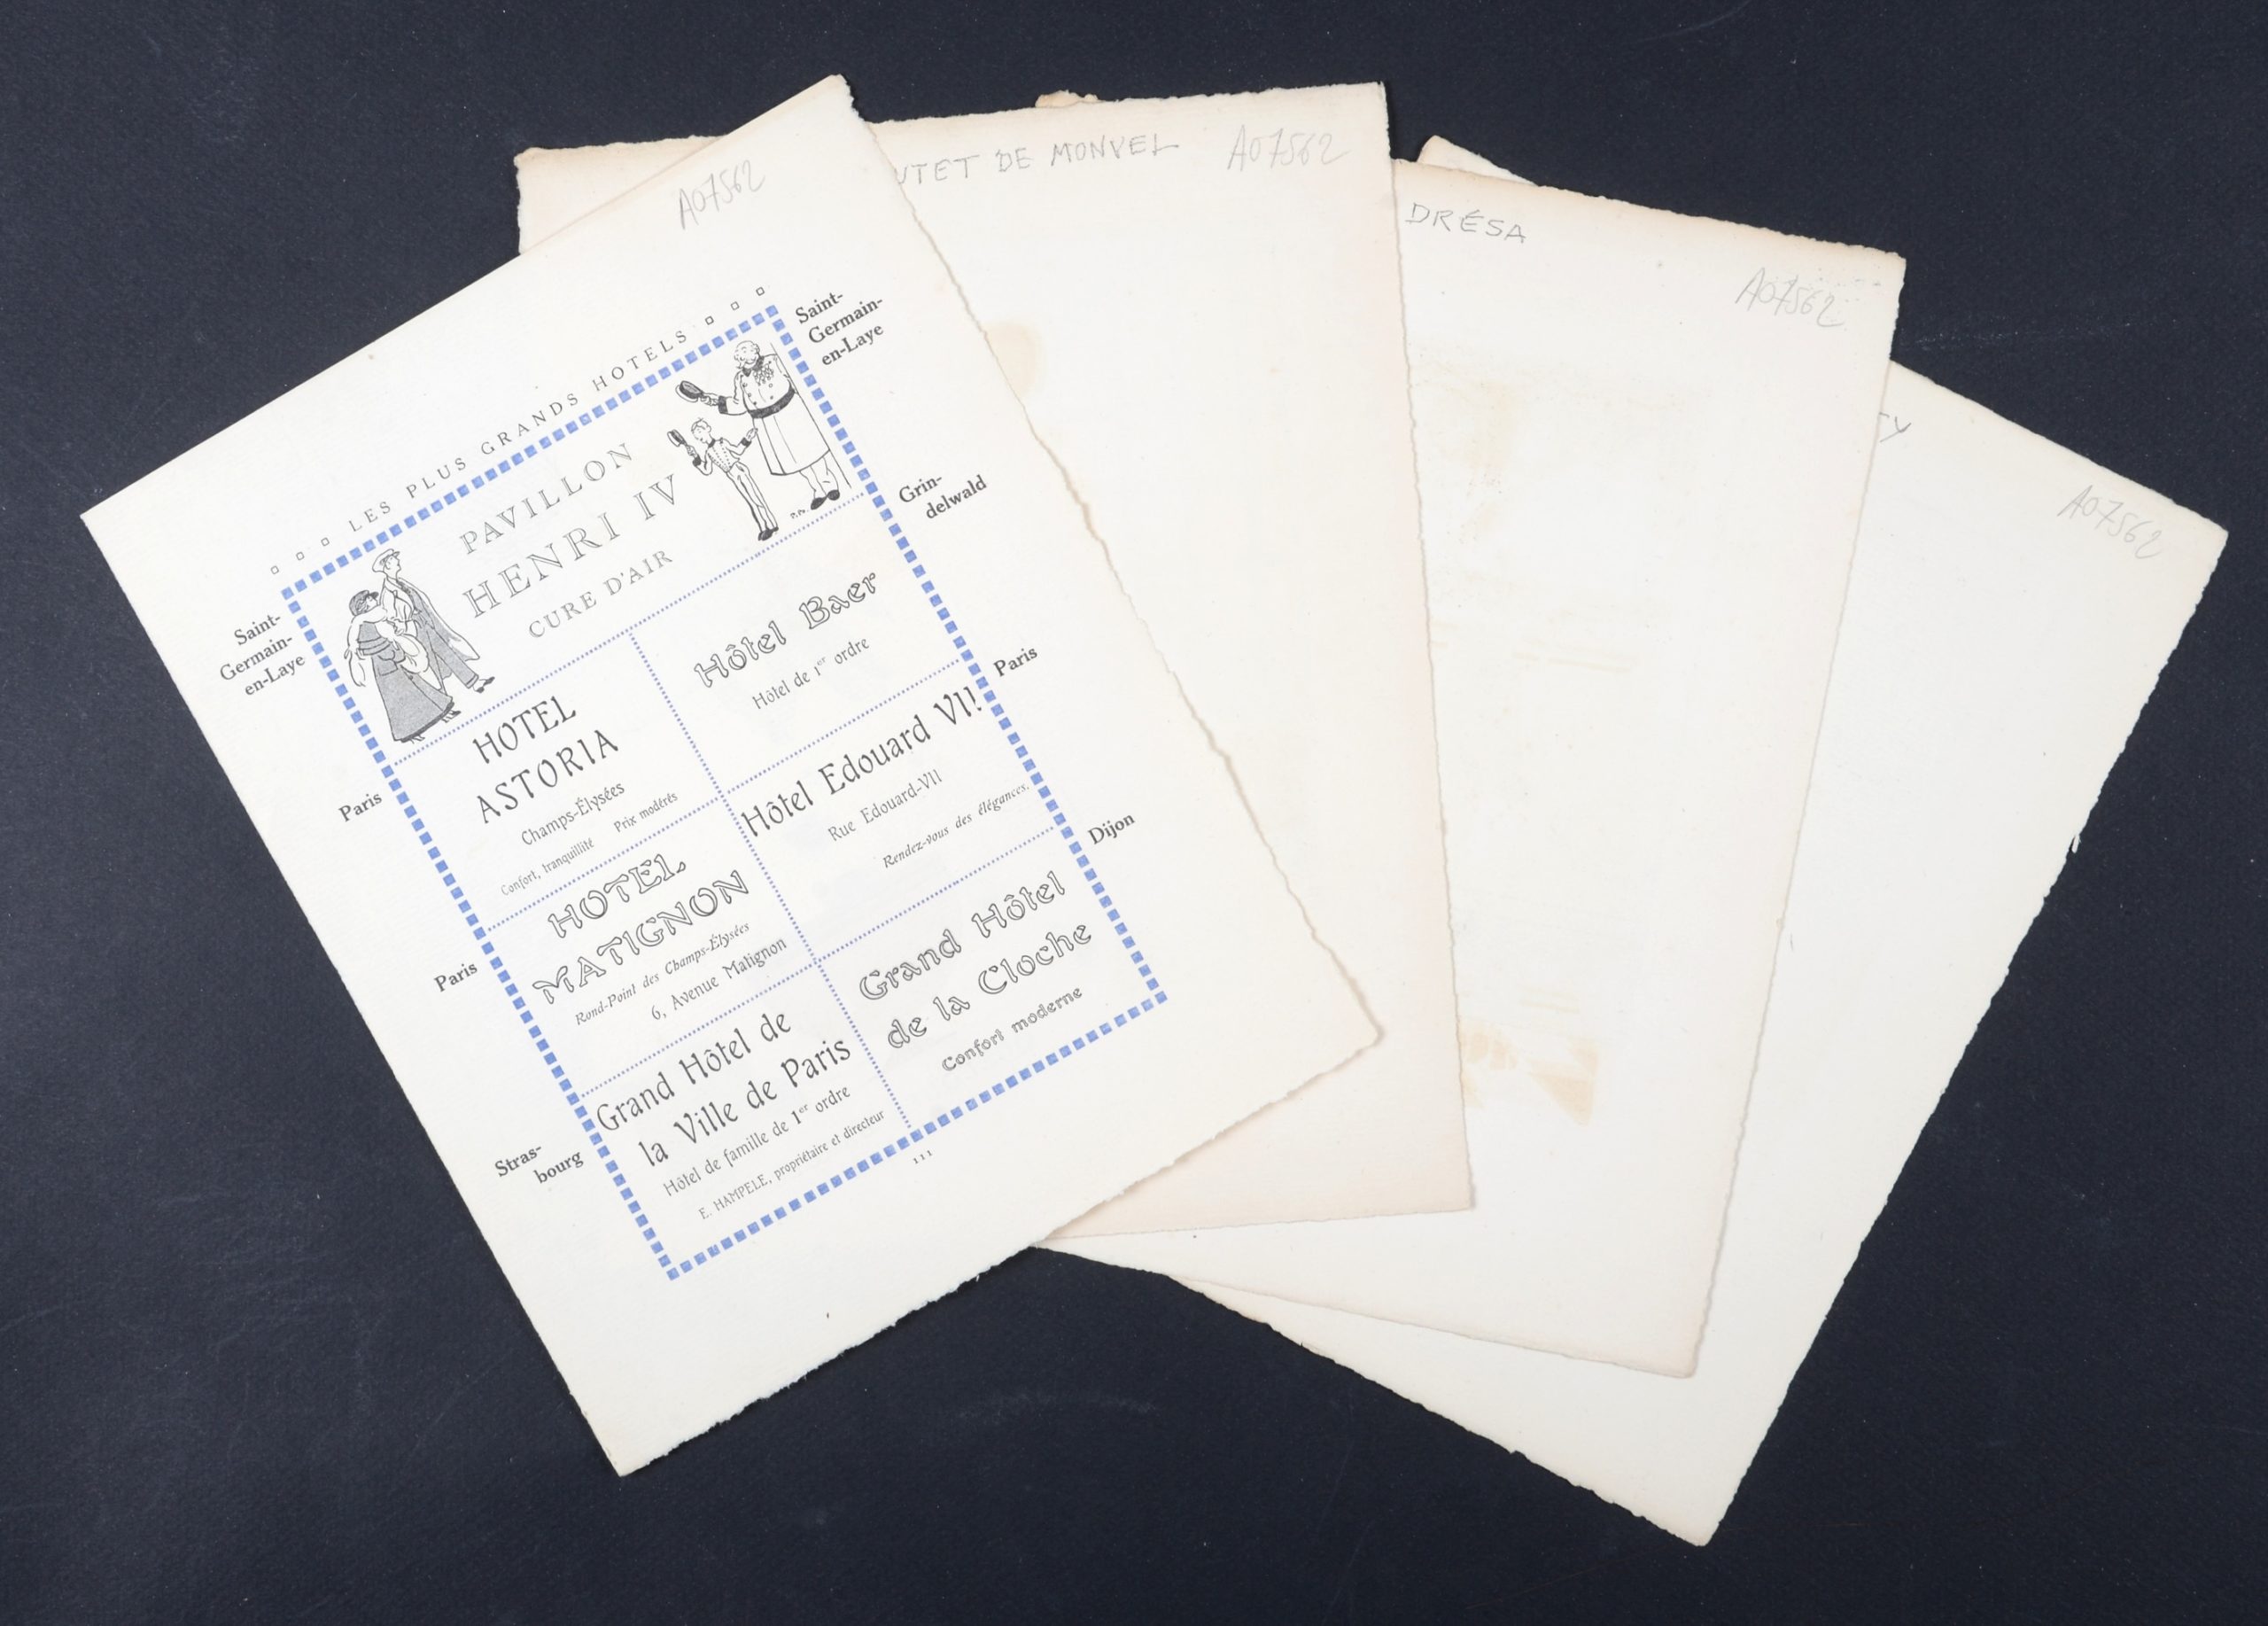 A07562
LES PLUS GRANDS HOTELS
Saint-
Germain-
en-Laye
PAVILLON
HENRI IV
CURE D'AIR
Saint-
Germain-
en-Laye
Grin-
delwald
Hôtel Baer
Hôtel de 1er ordre
Paris
HOTEL
ASTORIA
Champs-Élysées
Confort, tranquillité Prix modérés
Paris
Hôtel Edouard VII
Rue Edouard-VII
Rendez-vous des élégances.
Paris
HOTEL
MATIGNON
Rond-Point des Champs-Élysées
6, Avenue Matignon
Dijon
Grand Hôtel
de la Cloche
Confort moderne
Stras-
bourg
Grand Hôtel de
la Ville de Paris
Hôtel de famille de 1er ordre
E. HAMPELE, propriétaire et directeur
III
UTET DE MONVEL A07562
DRÉSA
A07562
TY
A07562